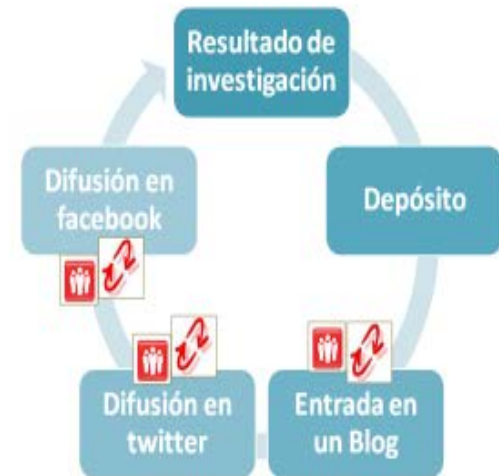 Resultado de
investigación
Depósito
Entrada en
un Blog
Difusión en
twitter
Difusión en
facebook